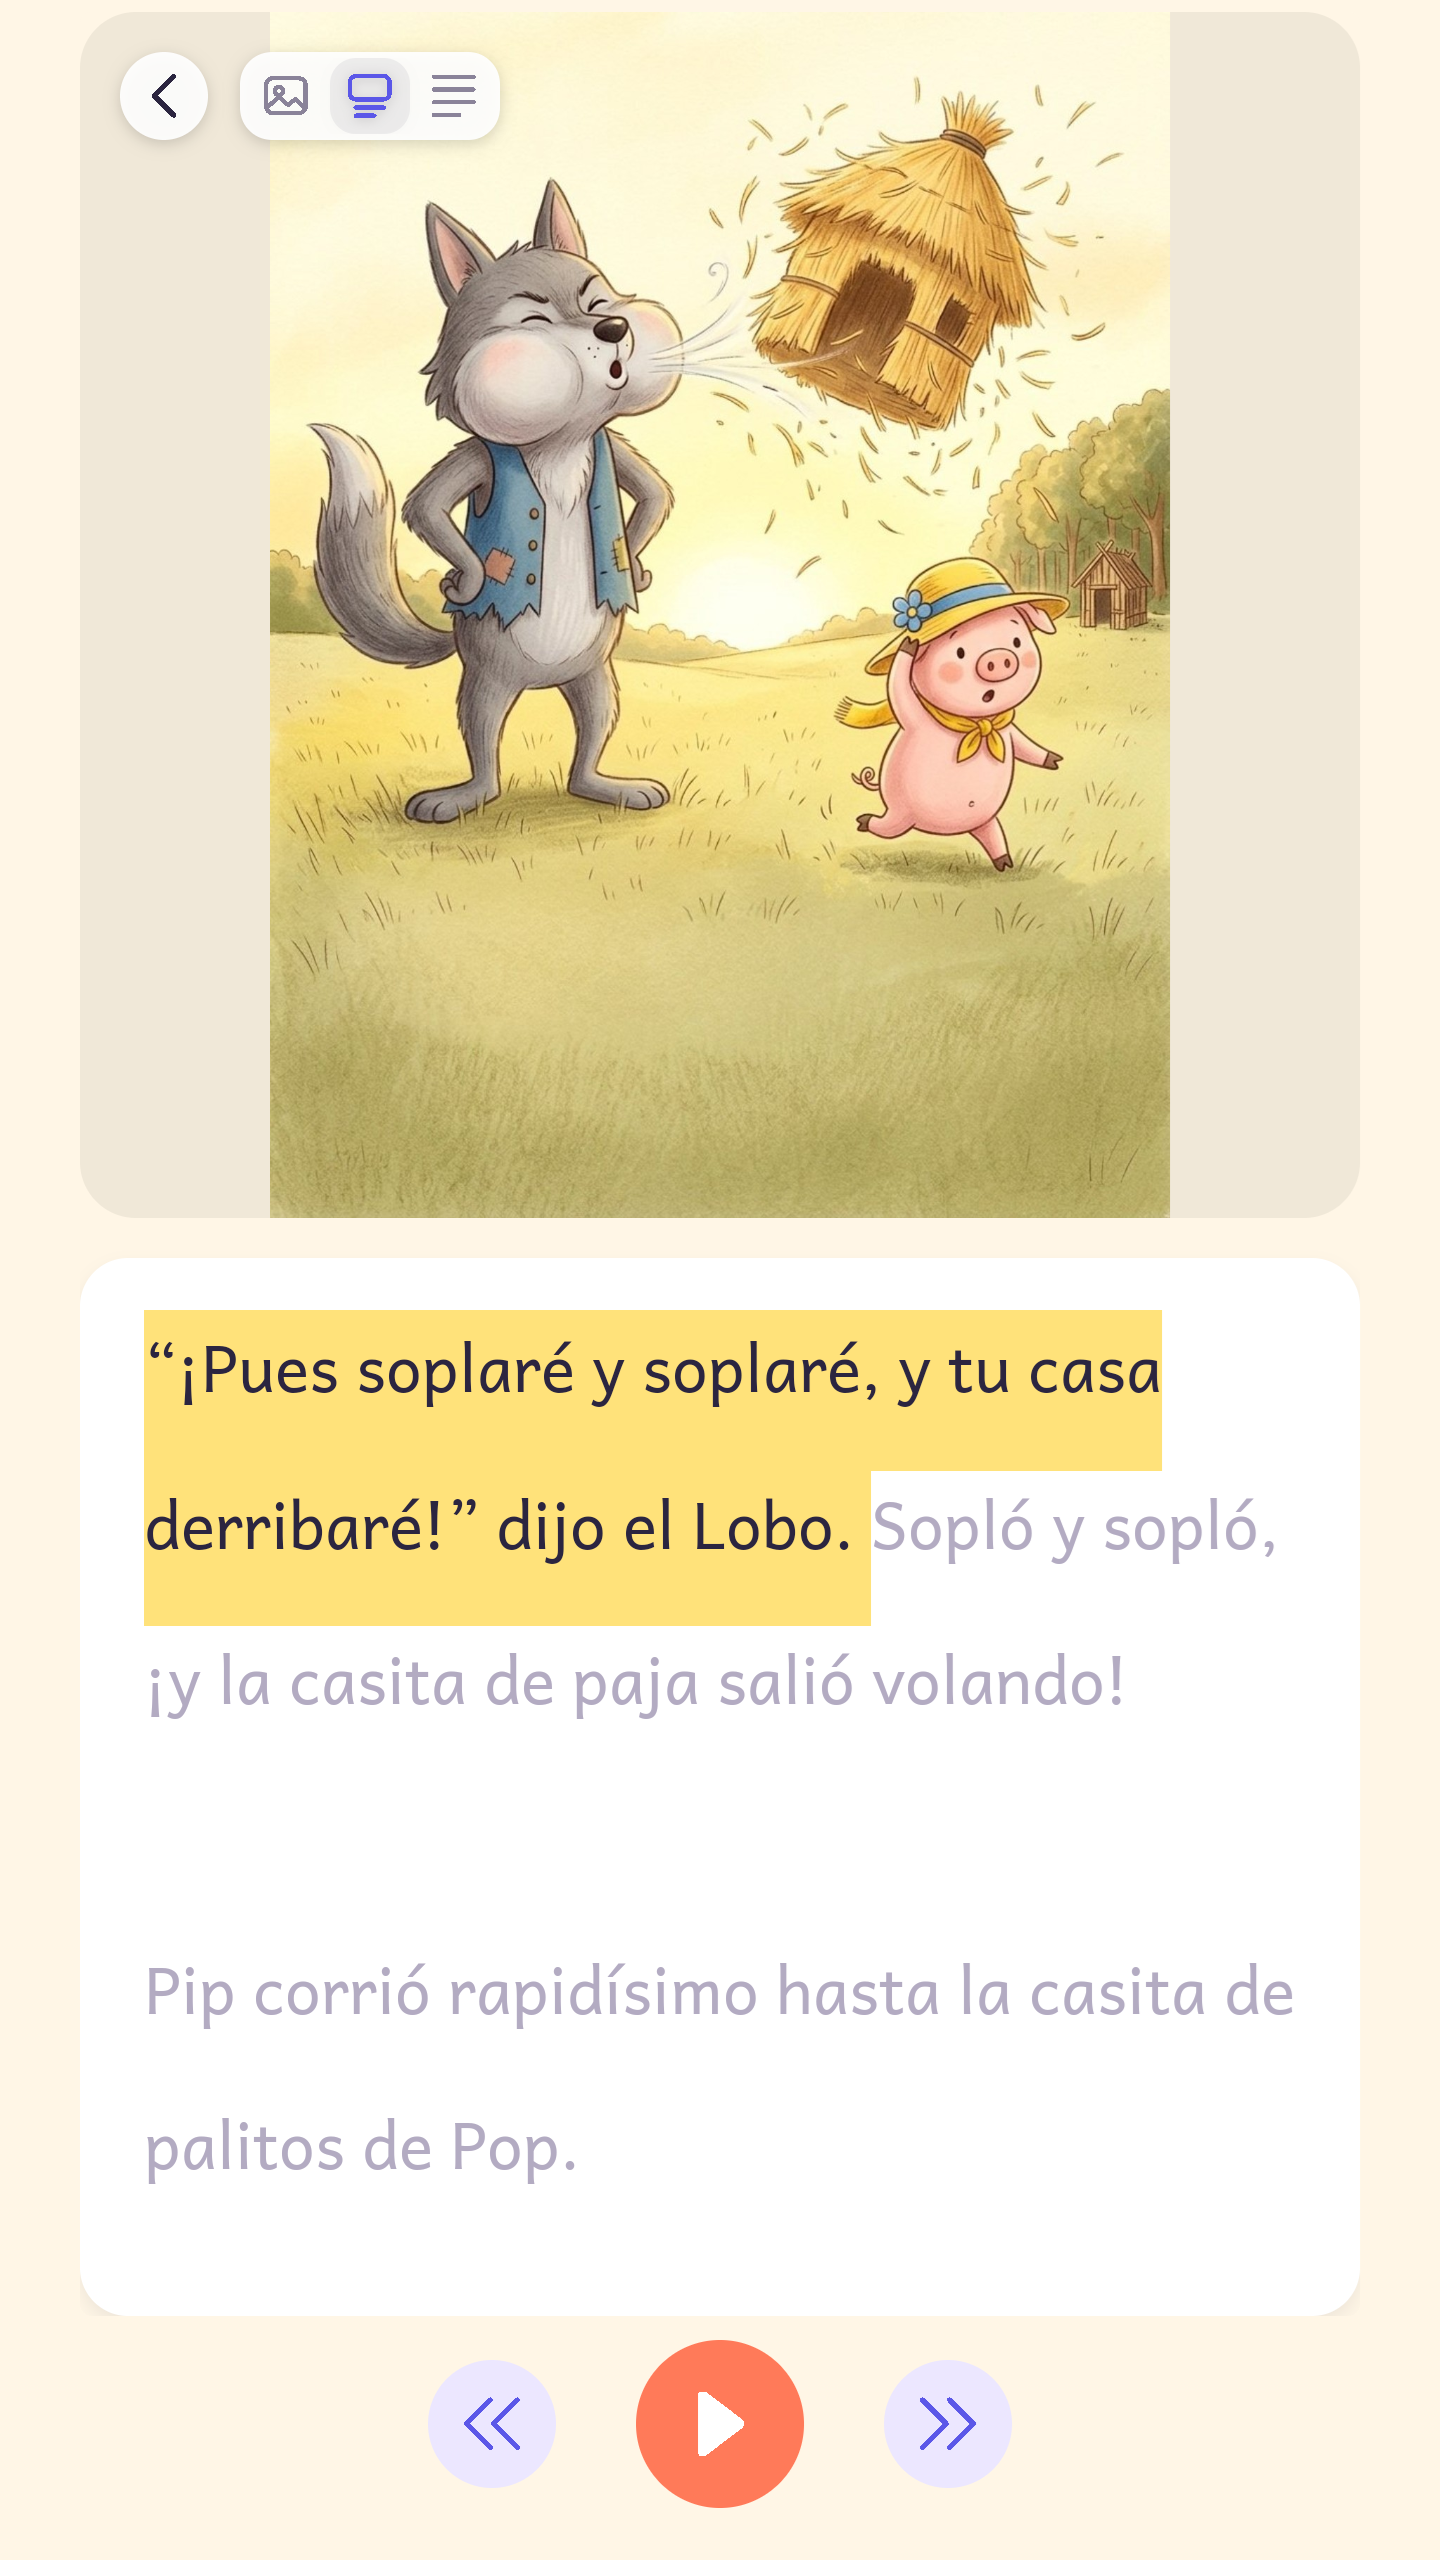 “¡Pues soplaré y soplaré, y tu casa
derribaré!” dijo el Lobo. Sopló y sopló,
¡y la casita de paja salió volando!
Pip corrió rapidísimo hasta la casita de
palitos de Pop.